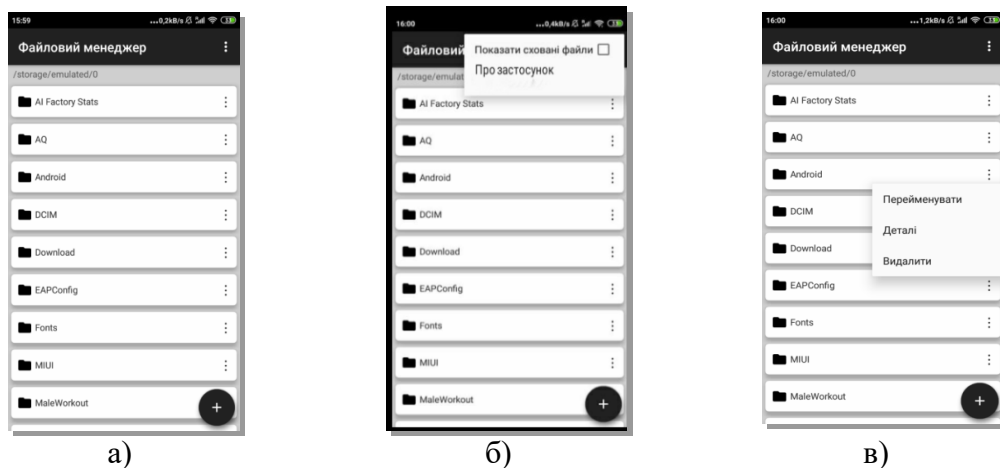 15:59 ...0,2kB/s
Файловий менеджер
/storage/emulated/0
AI Factory Stats
AQ
Android
DCIM
Download
EAPConfig
Fonts
MIUI
MaleWorkout
+
а)
16:00 ...0,4kB/s
Файловий
Показати сховані файли
Про застосунок
/storage/emulat
AI Factory Stats
AQ
Android
DCIM
Download
EAPConfig
Fonts
MIUI
MaleWorkout
+
б)
16:00 ...1,2kB/s
Файловий менеджер
/storage/emulated/0
AI Factory Stats
AQ
Android
Перейменувати
DCIM
Деталі
Download
Видалити
EAPConfig
Fonts
MIUI
MaleWorkout
+
в)